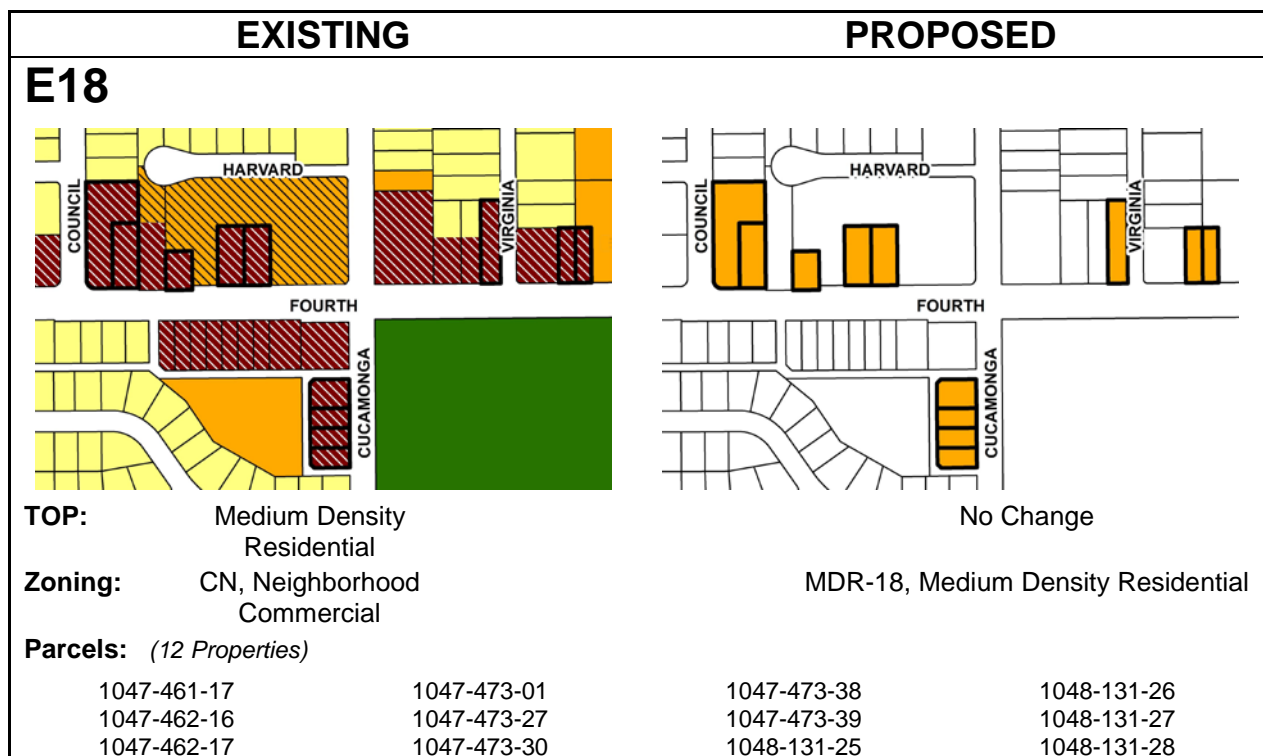 EXISTING PROPOSED
E18
HARVARD
COUNCIL
VIRGINIA
FOURTH
CUCAMONGA
HARVARD
COUNCIL
VIRGINIA
FOURTH
CUCAMONGA
TOP: Medium Density Residential No Change
Zoning: CN, Neighborhood Commercial MDR-18, Medium Density Residential
Parcels: (12 Properties)
1047-461-17 1047-473-01 1047-473-38 1048-131-26
1047-462-16 1047-473-27 1047-473-39 1048-131-27
1047-462-17 1047-473-30 1048-131-25 1048-131-28